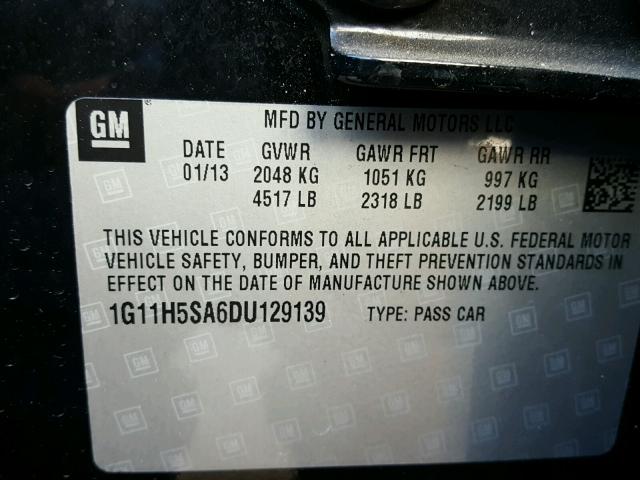 GM
MFD BY GENERAL MOTORS LLC
DATE GVWR GAWR FRT GAWR RR
01/13 2048 KG 1051 KG 997 KG
4517 LB 2318 LB 2199 LB
THIS VEHICLE CONFORMS TO ALL APPLICABLE U.S. FEDERAL MOTOR
VEHICLE SAFETY, BUMPER, AND THEFT PREVENTION STANDARDS
IN EFFECT ON THE DATE OF MANUFACTURE SHOWN ABOVE.
1G11H5SA6DU129139 TYPE: PASS CAR